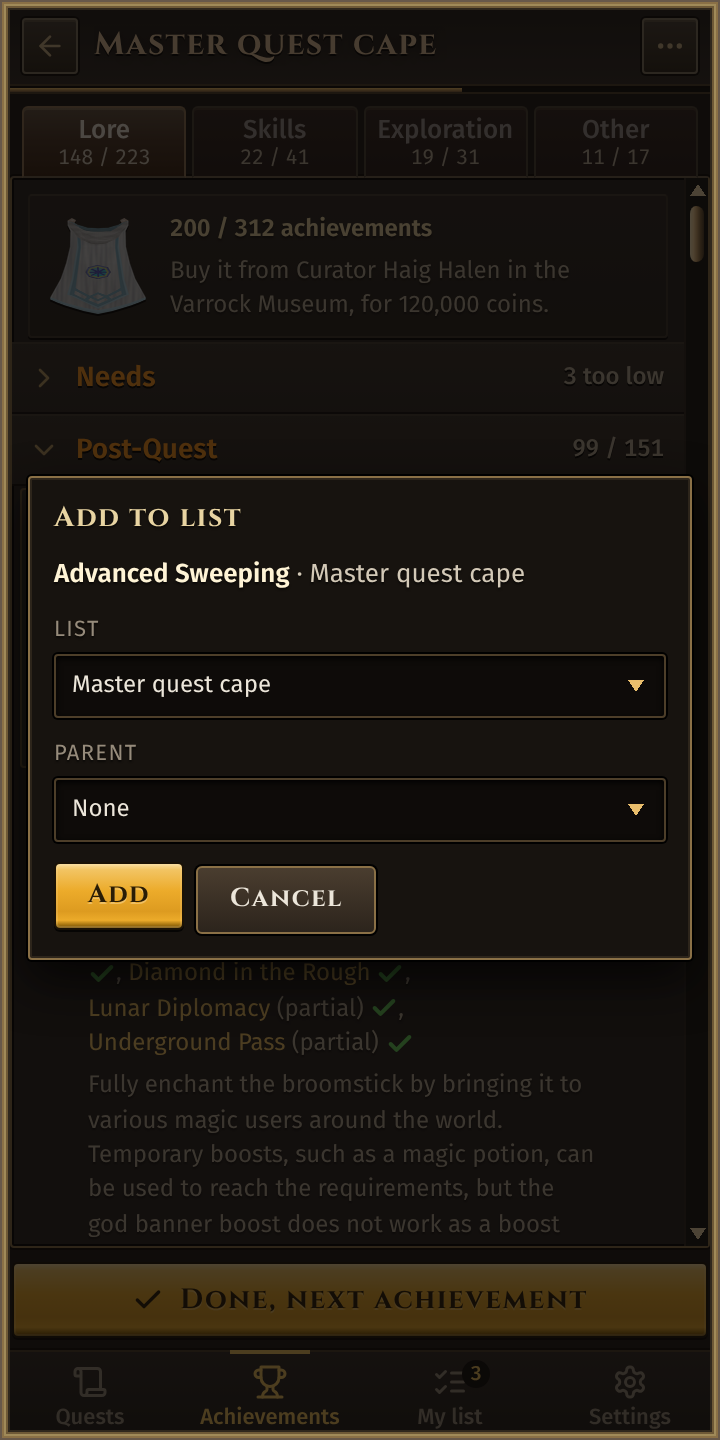 Master Quest Cape
Lore
148 / 223
Skills
22 / 41
Exploration
19 / 31
Other
11 / 17
200 / 312 achievements
Buy it from Curator Haig Halen in the
Varrock Museum, for 120,000 coins.
Needs
3 too low
Post-Quest
99 / 151
Add to list
Advanced Sweeping · Master quest cape
LIST
Master quest cape
PARENT
None
Add
Cancel
✓, Diamond in the Rough ✓,
Lunar Diplomacy (partial) ✓,
Underground Pass (partial) ✓
Fully enchant the broomstick by bringing it to
various magic users around the world.
Temporary boosts, such as a magic potion, can
be used to reach the requirements, but the
god banner boost does not work as a boost
Done, next achievement
Quests
Achievements
3
My list
Settings